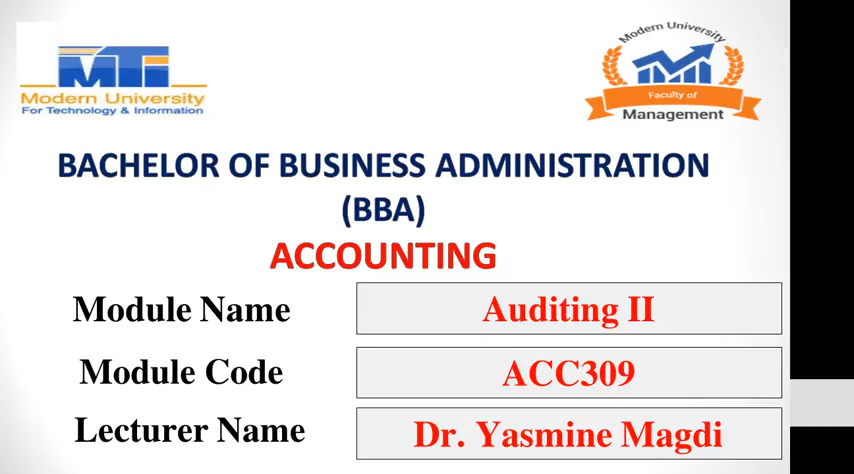 MTI
Modern University
For Technology & Information
Modern University
Faculty of
Management
BACHELOR OF BUSINESS ADMINISTRATION
(BBA)
ACCOUNTING
Module Name
Auditing II
Module Code
ACC309
Lecturer Name
Dr. Yasmine Magdi